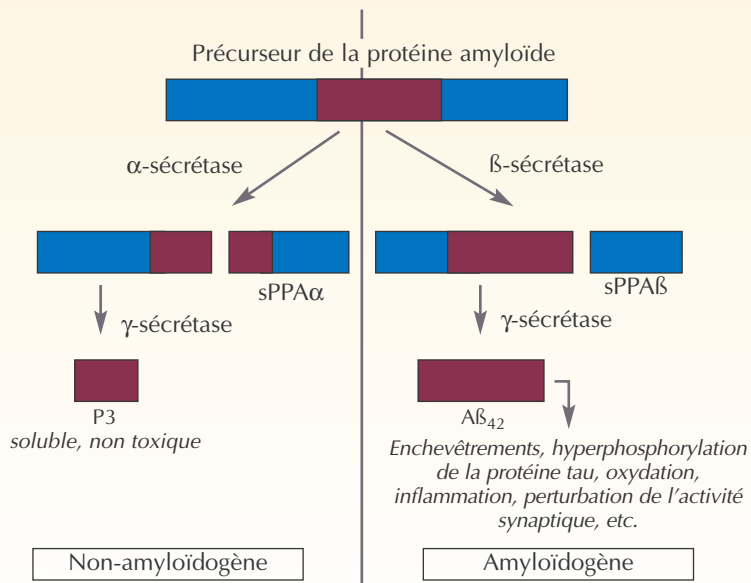 Précurseur de la protéine amyloïde
α-sécrétase
ß-sécrétase
sPPAα
sPPAß
γ-sécrétase
γ-sécrétase
P3
soluble, non toxique
Aß₄₂
Enchevêtrements, hyperphosphorylation
de la protéine tau, oxydation,
inflammation, perturbation de l’activité
synaptique, etc.
Non-amyloïdogène
Amyloïdogène